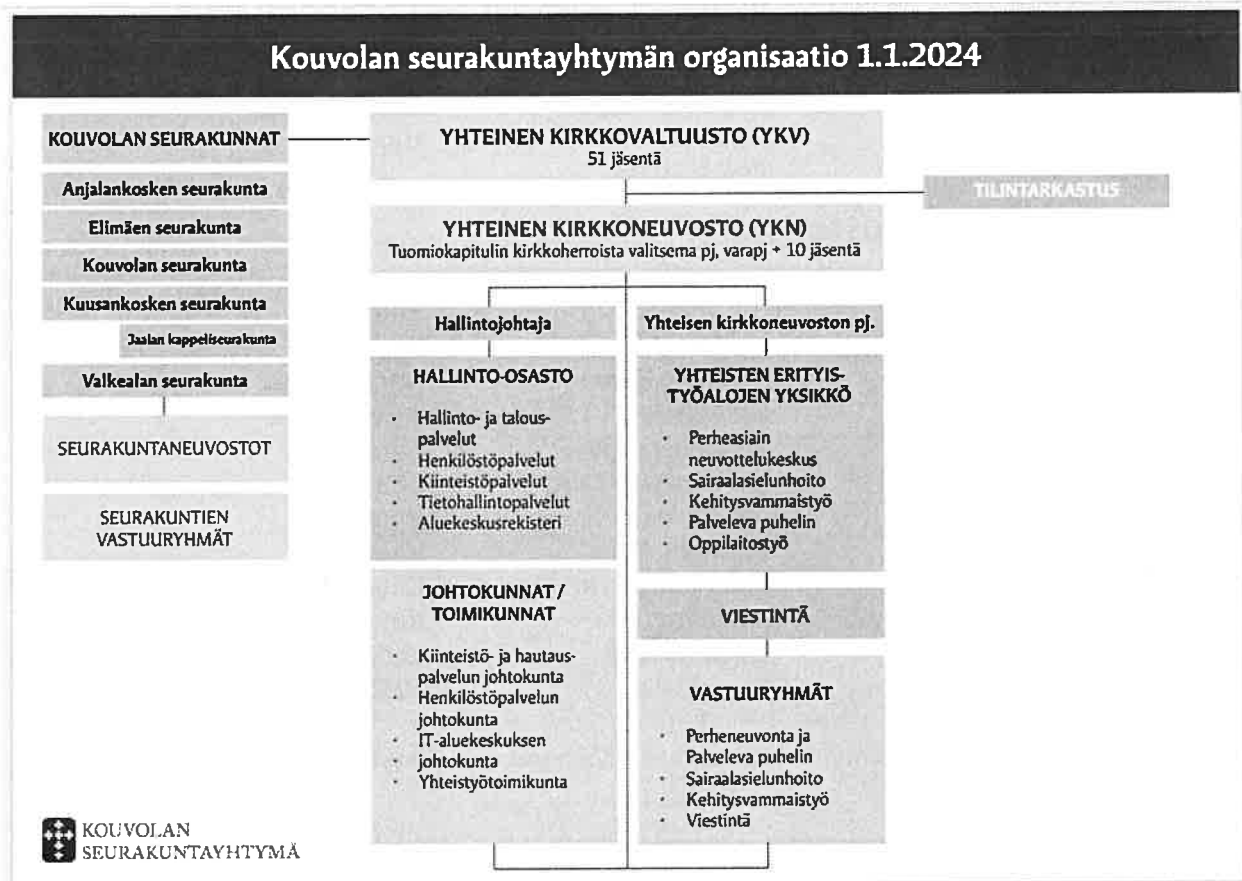 Kouvolan seurakuntayhtymän organisaatio 1.1.2024
KOUVOLAN SEURAKUNNAT
Anjalankosken seurakunta
Elimäen seurakunta
Kouvolan seurakunta
Kuusankosken seurakunta
Jaalan kappeliseurakunta
Valkealan seurakunta
SEURAKUNTANEUVOSTOT
SEURAKUNTIEN
VASTUURYHMÄT
YHTEINEN KIRKKOVALTUUSTO (YKV)
51 jäsentä
TILINTARKASTUS
YHTEINEN KIRKKONEUVOSTO (YKN)
Tuomiokapitulin kirkkoherroista valitsema pj, varapj + 10 jäsentä
Hallintojohtaja
HALLINTO-OSASTO
· Hallinto- ja talous-
palvelut
· Henkilöstöpalvelut
· Kiinteistöpalvelut
· Tietohallintopalvelut
· Aluekeskusrekisteri
JOHTOKUNNAT /
TOIMIKUNNAT
· Kiinteistö- ja hautaus-
palvelun johtokunta
· Henkilöstöpalvelun
johtokunta
· IT-aluekeskuksen
· johtokunta
· Yhteistyötoimikunta
Yhteisen kirkkoneuvoston pj.
YHTEISTEN ERITYIS-
TYÖALOJEN YKSIKKÖ
· Perheasiain
neuvottelukeskus
· Sairaalasielunhoito
· Kehitysvammaistyö
· Palveleva puhelin
· Oppilaitostyö
VIESTINTÄ
VASTUURYHMÄT
· Perheneuvonta ja
Palveleva puhelin
· Sairaalasielunhoito
· Kehitysvammaistyö
· Viestintä
KOUVOLAN
SEURAKUNTAYHTYMÄ